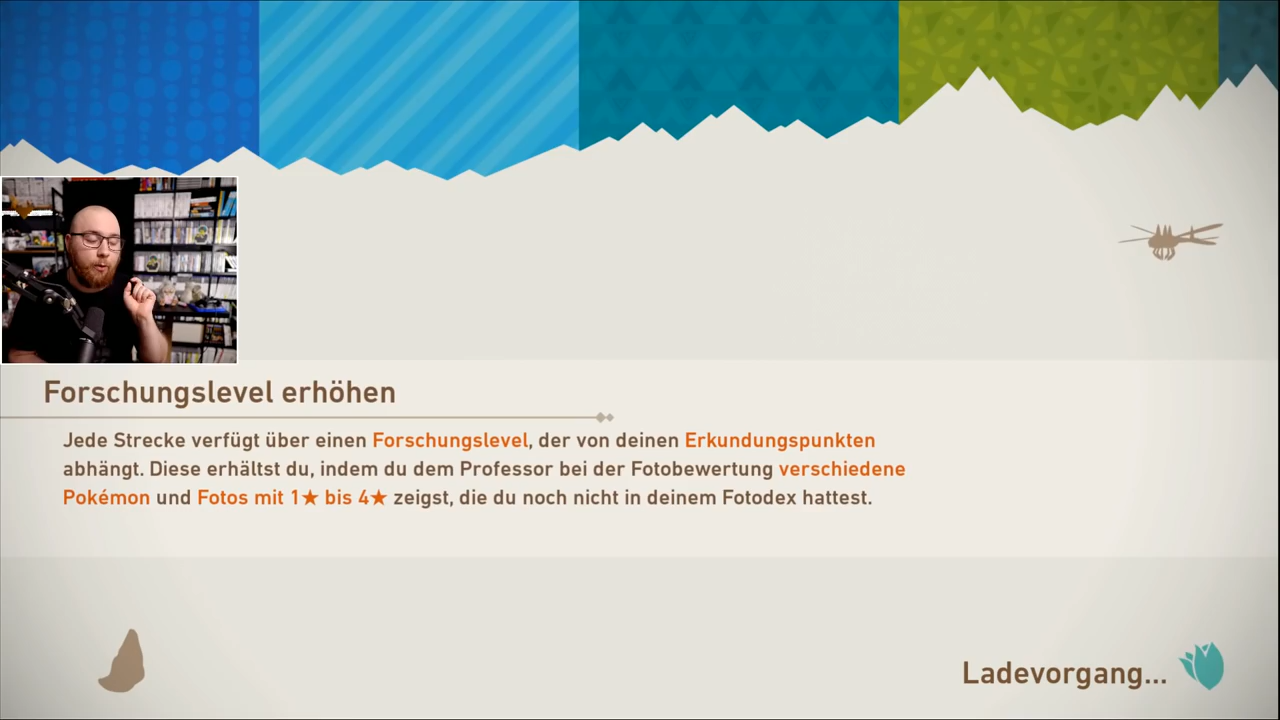 Forschungslevel erhöhen
Jede Strecke verfügt über einen Forschungslevel, der von deinen Erkundungspunkten
abhängt. Diese erhältst du, indem du dem Professor bei der Fotobewertung verschiedene
Pokémon und Fotos mit 1★ bis 4★ zeigst, die du noch nicht in deinem Fotodex hattest.
Ladevorgang...